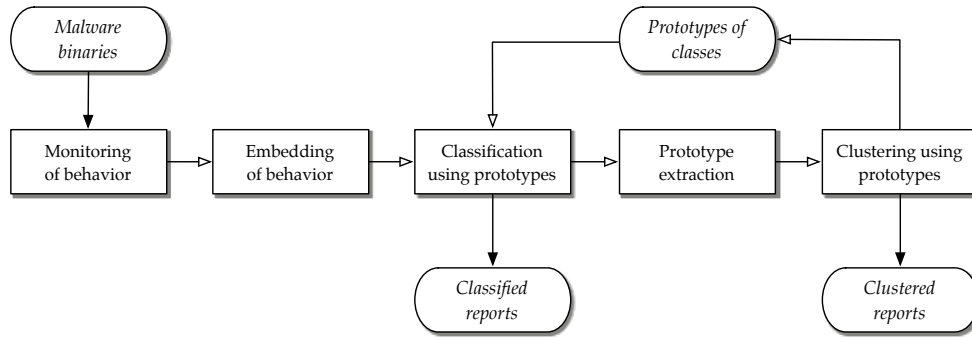 Malware
binaries
Prototypes of
classes
Monitoring
of behavior
Embedding
of behavior
Classification
using prototypes
Prototype
extraction
Clustering using
prototypes
Classified
reports
Clustered
reports